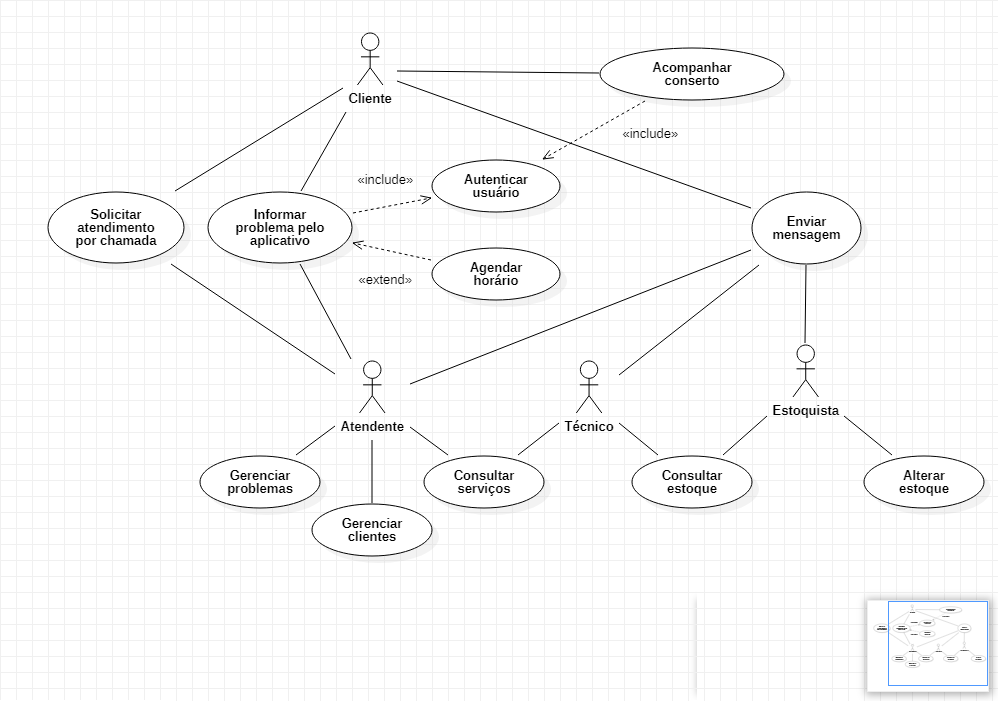 Cliente
Acompanhar
conserto
«include»
«include»
Autenticar
usuário
Solicitar
atendimento
por chamada
Informar
problema pelo
aplicativo
Enviar
mensagem
«extend»
Agendar
horário
Atendente
Técnico
Estoquista
Gerenciar
problemas
Consultar
serviços
Consultar
estoque
Alterar
estoque
Gerenciar
clientes